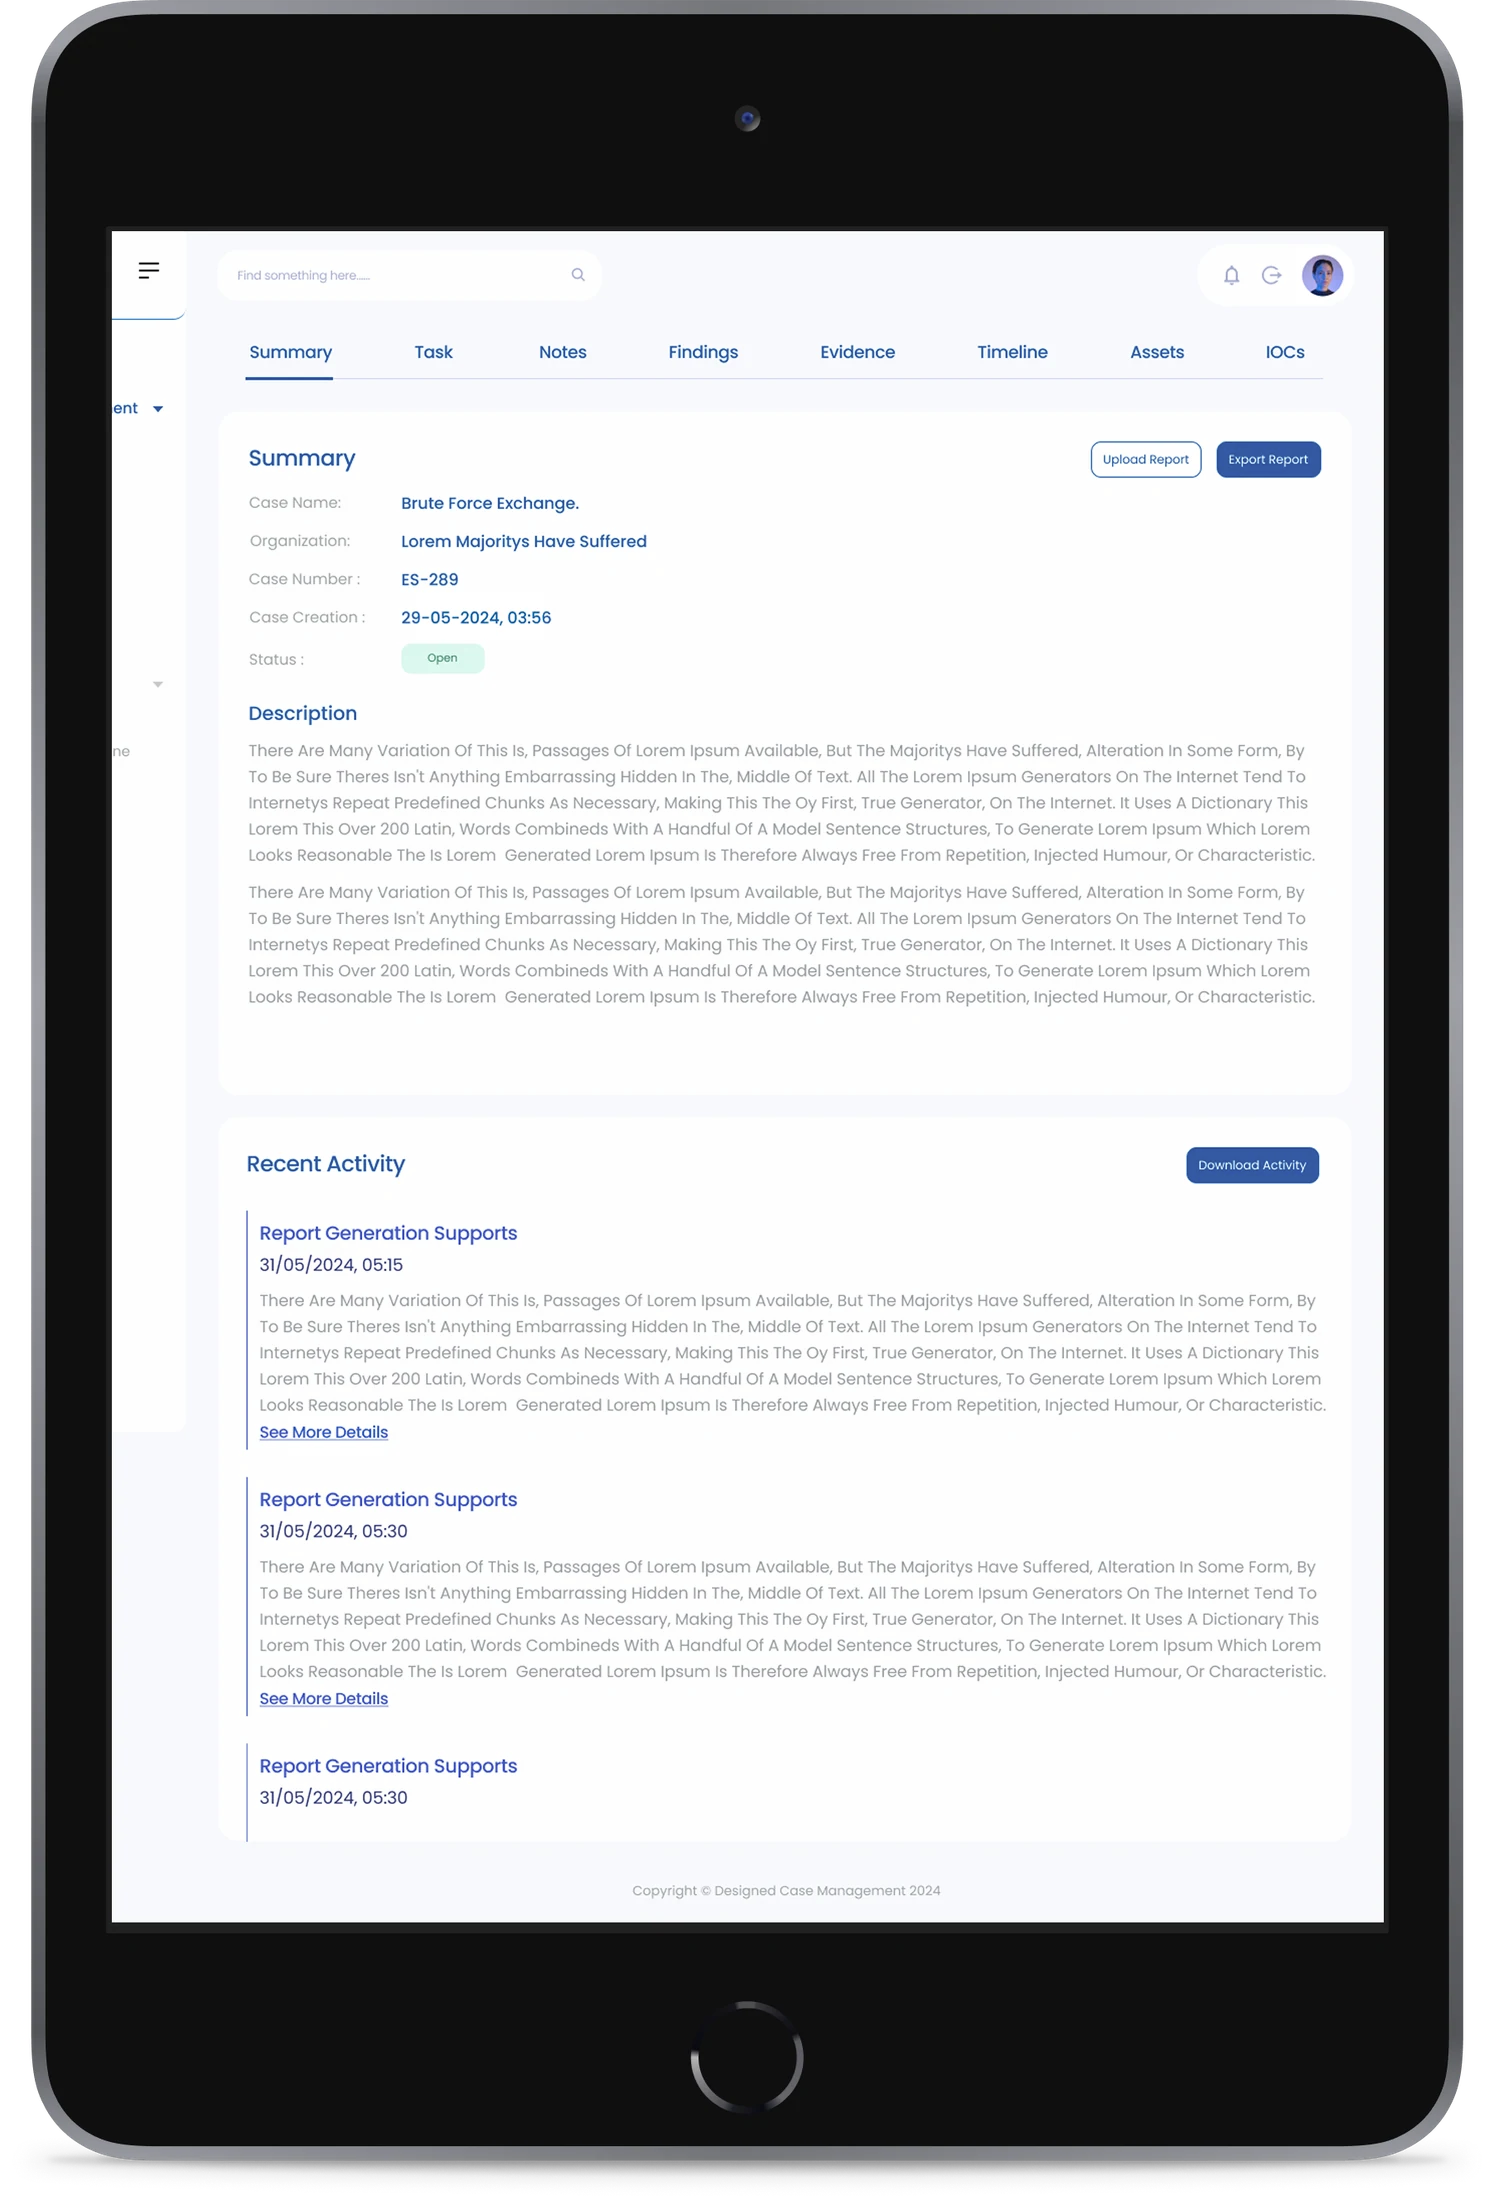 Find something here.....
Summary Task Notes Findings Evidence Timeline Assets IOCs
ent
ne
Summary Upload Report Export Report
Case Name: Brute Force Exchange.
Organization: Lorem Majoritys Have Suffered
Case Number : ES-289
Case Creation : 29-05-2024, 03:56
Status : Open
Description
There Are Many Variation Of This Is, Passages Of Lorem Ipsum Available, But The Majoritys Have Suffered, Alteration In Some Form, By
To Be Sure Theres Isn't Anything Embarrassing Hidden In The, Middle Of Text. All The Lorem Ipsum Generators On The Internet Tend To
Internetys Repeat Predefined Chunks As Necessary, Making This The Oy First, True Generator, On The Internet. It Uses A Dictionary This
Lorem This Over 200 Latin, Words Combineds With A Handful Of A Model Sentence Structures, To Generate Lorem Ipsum Which Lorem
Looks Reasonable The Is Lorem Generated Lorem Ipsum Is Therefore Always Free From Repetition, Injected Humour, Or Characteristic.
There Are Many Variation Of This Is, Passages Of Lorem Ipsum Available, But The Majoritys Have Suffered, Alteration In Some Form, By
To Be Sure Theres Isn't Anything Embarrassing Hidden In The, Middle Of Text. All The Lorem Ipsum Generators On The Internet Tend To
Internetys Repeat Predefined Chunks As Necessary, Making This The Oy First, True Generator, On The Internet. It Uses A Dictionary This
Lorem This Over 200 Latin, Words Combineds With A Handful Of A Model Sentence Structures, To Generate Lorem Ipsum Which Lorem
Looks Reasonable The Is Lorem Generated Lorem Ipsum Is Therefore Always Free From Repetition, Injected Humour, Or Characteristic.
Recent Activity Download Activity
Report Generation Supports
31/05/2024, 05:15
There Are Many Variation Of This Is, Passages Of Lorem Ipsum Available, But The Majoritys Have Suffered, Alteration In Some Form, By
To Be Sure Theres Isn't Anything Embarrassing Hidden In The, Middle Of Text. All The Lorem Ipsum Generators On The Internet Tend To
Internetys Repeat Predefined Chunks As Necessary, Making This The Oy First, True Generator, On The Internet. It Uses A Dictionary This
Lorem This Over 200 Latin, Words Combineds With A Handful Of A Model Sentence Structures, To Generate Lorem Ipsum Which Lorem
Looks Reasonable The Is Lorem Generated Lorem Ipsum Is Therefore Always Free From Repetition, Injected Humour, Or Characteristic.
See More Details
Report Generation Supports
31/05/2024, 05:30
There Are Many Variation Of This Is, Passages Of Lorem Ipsum Available, But The Majoritys Have Suffered, Alteration In Some Form, By
To Be Sure Theres Isn't Anything Embarrassing Hidden In The, Middle Of Text. All The Lorem Ipsum Generators On The Internet Tend To
Internetys Repeat Predefined Chunks As Necessary, Making This The Oy First, True Generator, On The Internet. It Uses A Dictionary This
Lorem This Over 200 Latin, Words Combineds With A Handful Of A Model Sentence Structures, To Generate Lorem Ipsum Which Lorem
Looks Reasonable The Is Lorem Generated Lorem Ipsum Is Therefore Always Free From Repetition, Injected Humour, Or Characteristic.
See More Details
Report Generation Supports
31/05/2024, 05:30
Copyright © Designed Case Management 2024